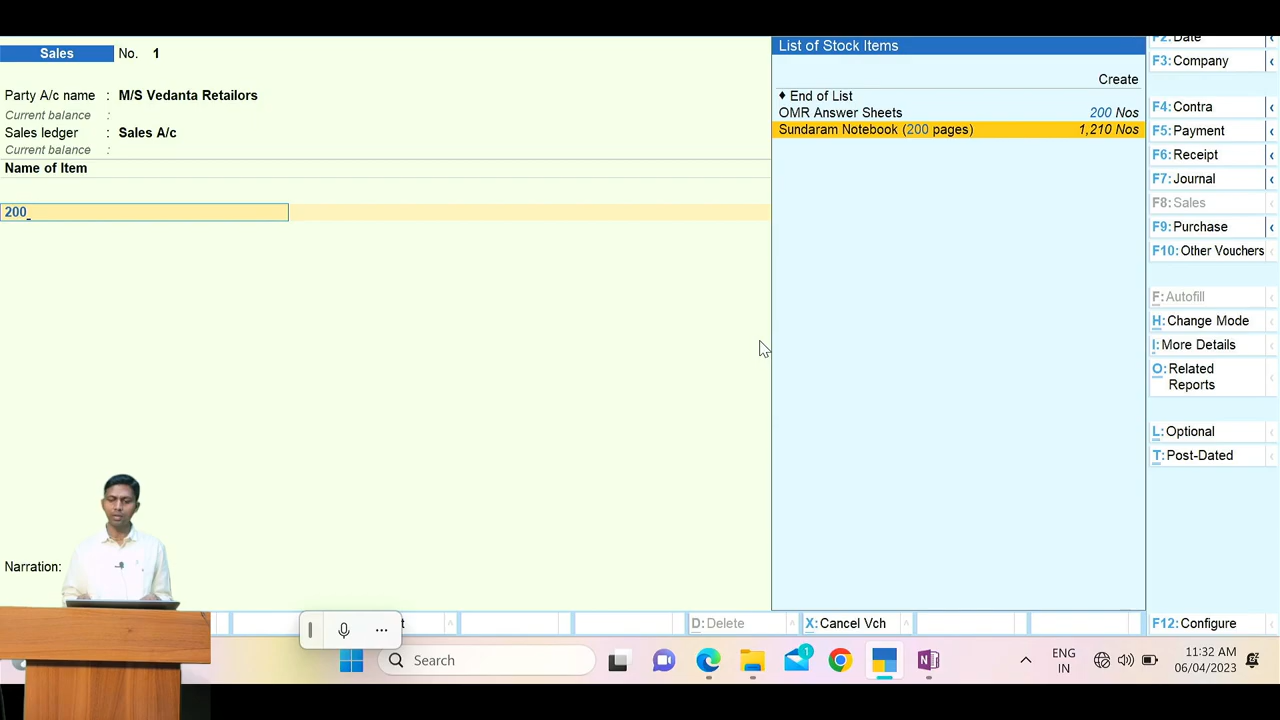 Sales No. 1
Party A/c name : M/S Vedanta Retailors
Current balance :
Sales ledger : Sales A/c
Current balance :
Name of Item
200
Narration:
List of Stock Items
Create
♦ End of List
OMR Answer Sheets 200 Nos
Sundaram Notebook (200 pages) 1,210 Nos
F2: Date
F3: Company
F4: Contra
F5: Payment
F6: Receipt
F7: Journal
F8: Sales
F9: Purchase
F10: Other Vouchers
F: Autofill
H: Change Mode
I: More Details
O: Related
Reports
L: Optional
T: Post-Dated
D: Delete
X: Cancel Vch
F12: Configure
Search
1
ENG
IN
11:32 AM
06/04/2023